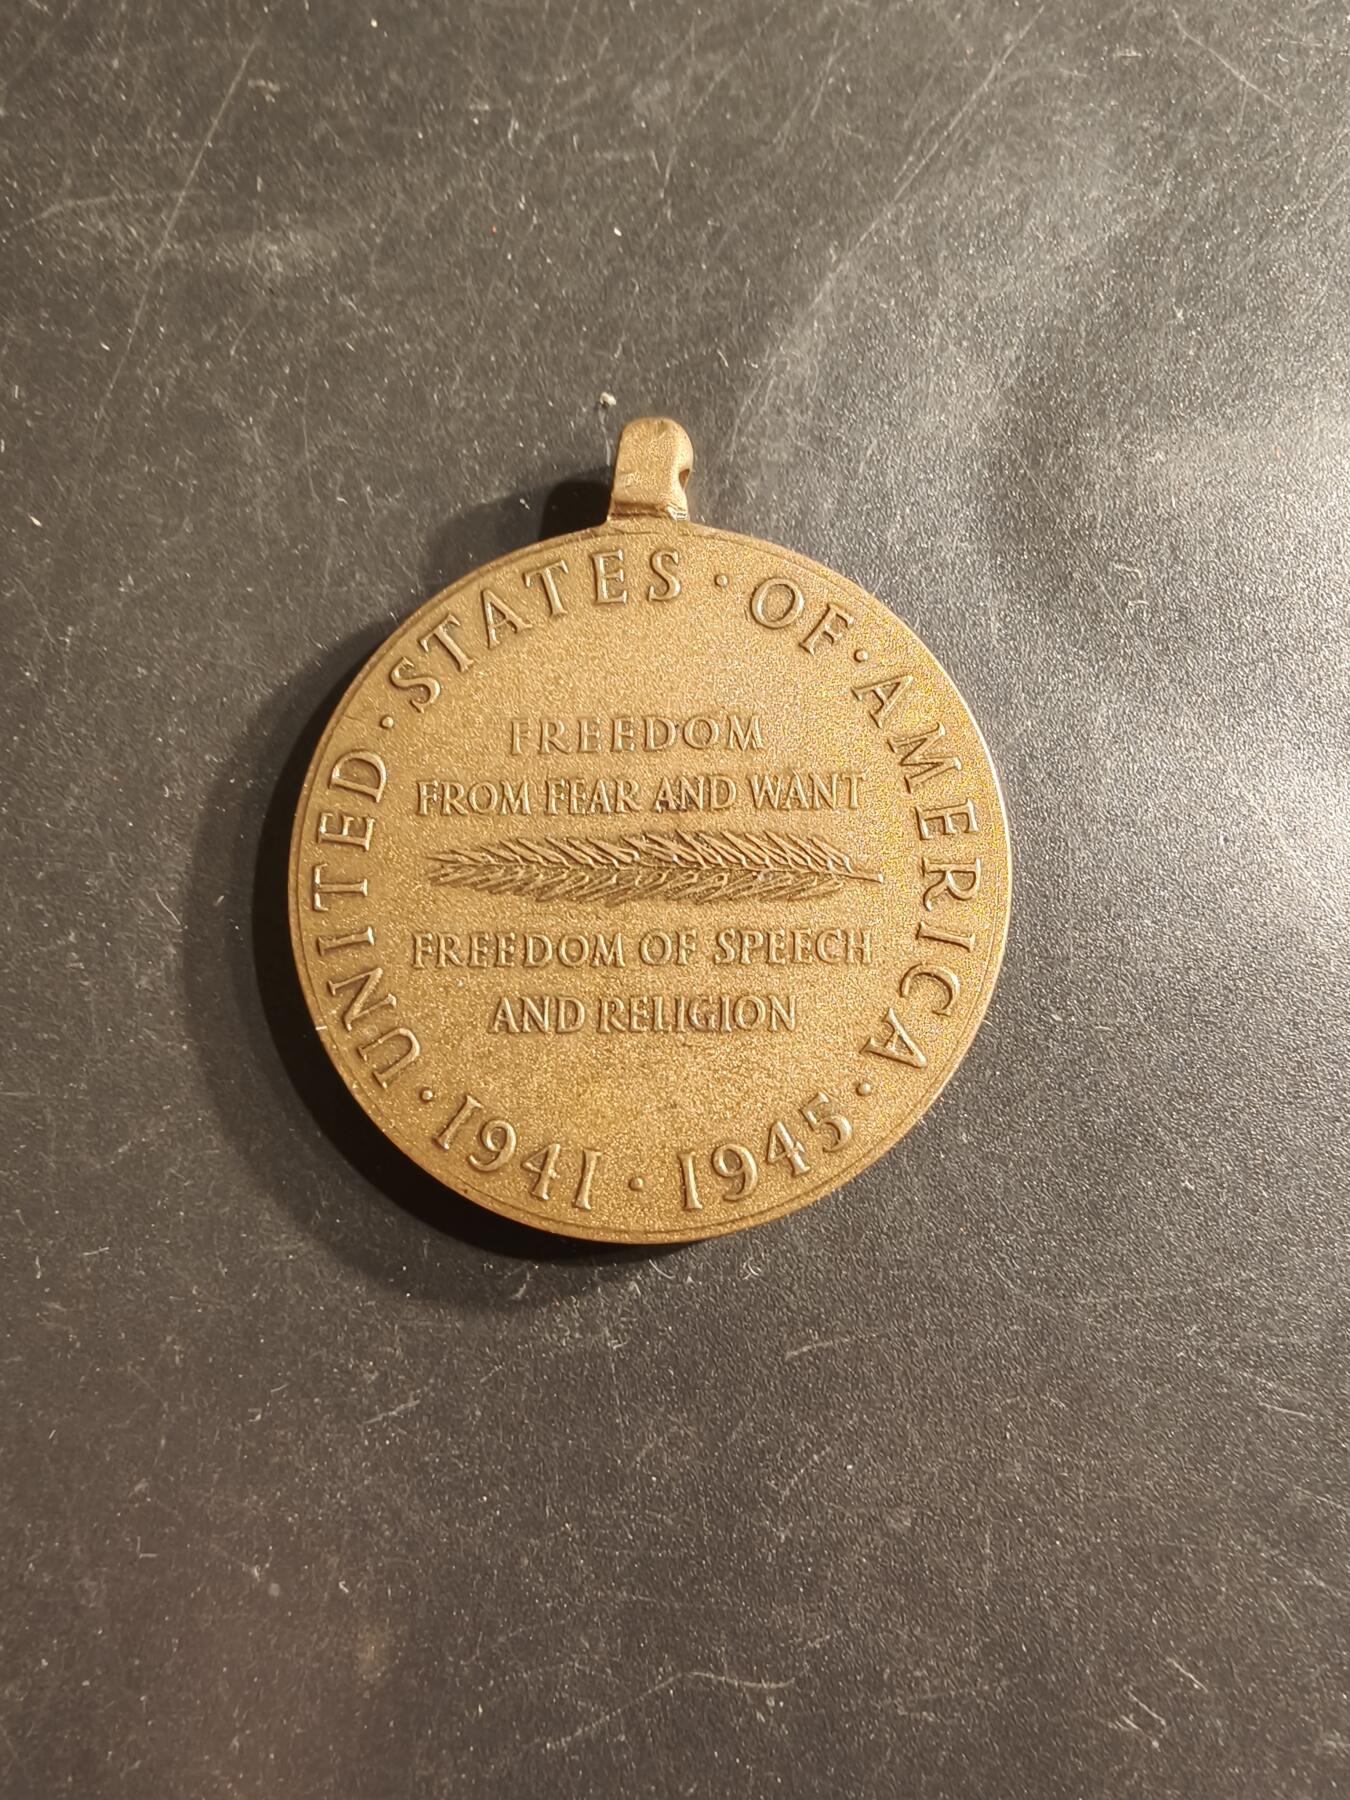 UNITED · STATES · OF · AMERICA ·
FREEDOM
FROM FEAR AND WANT
FREEDOM OF SPEECH
AND RELIGION
· 1941 · 1945 ·